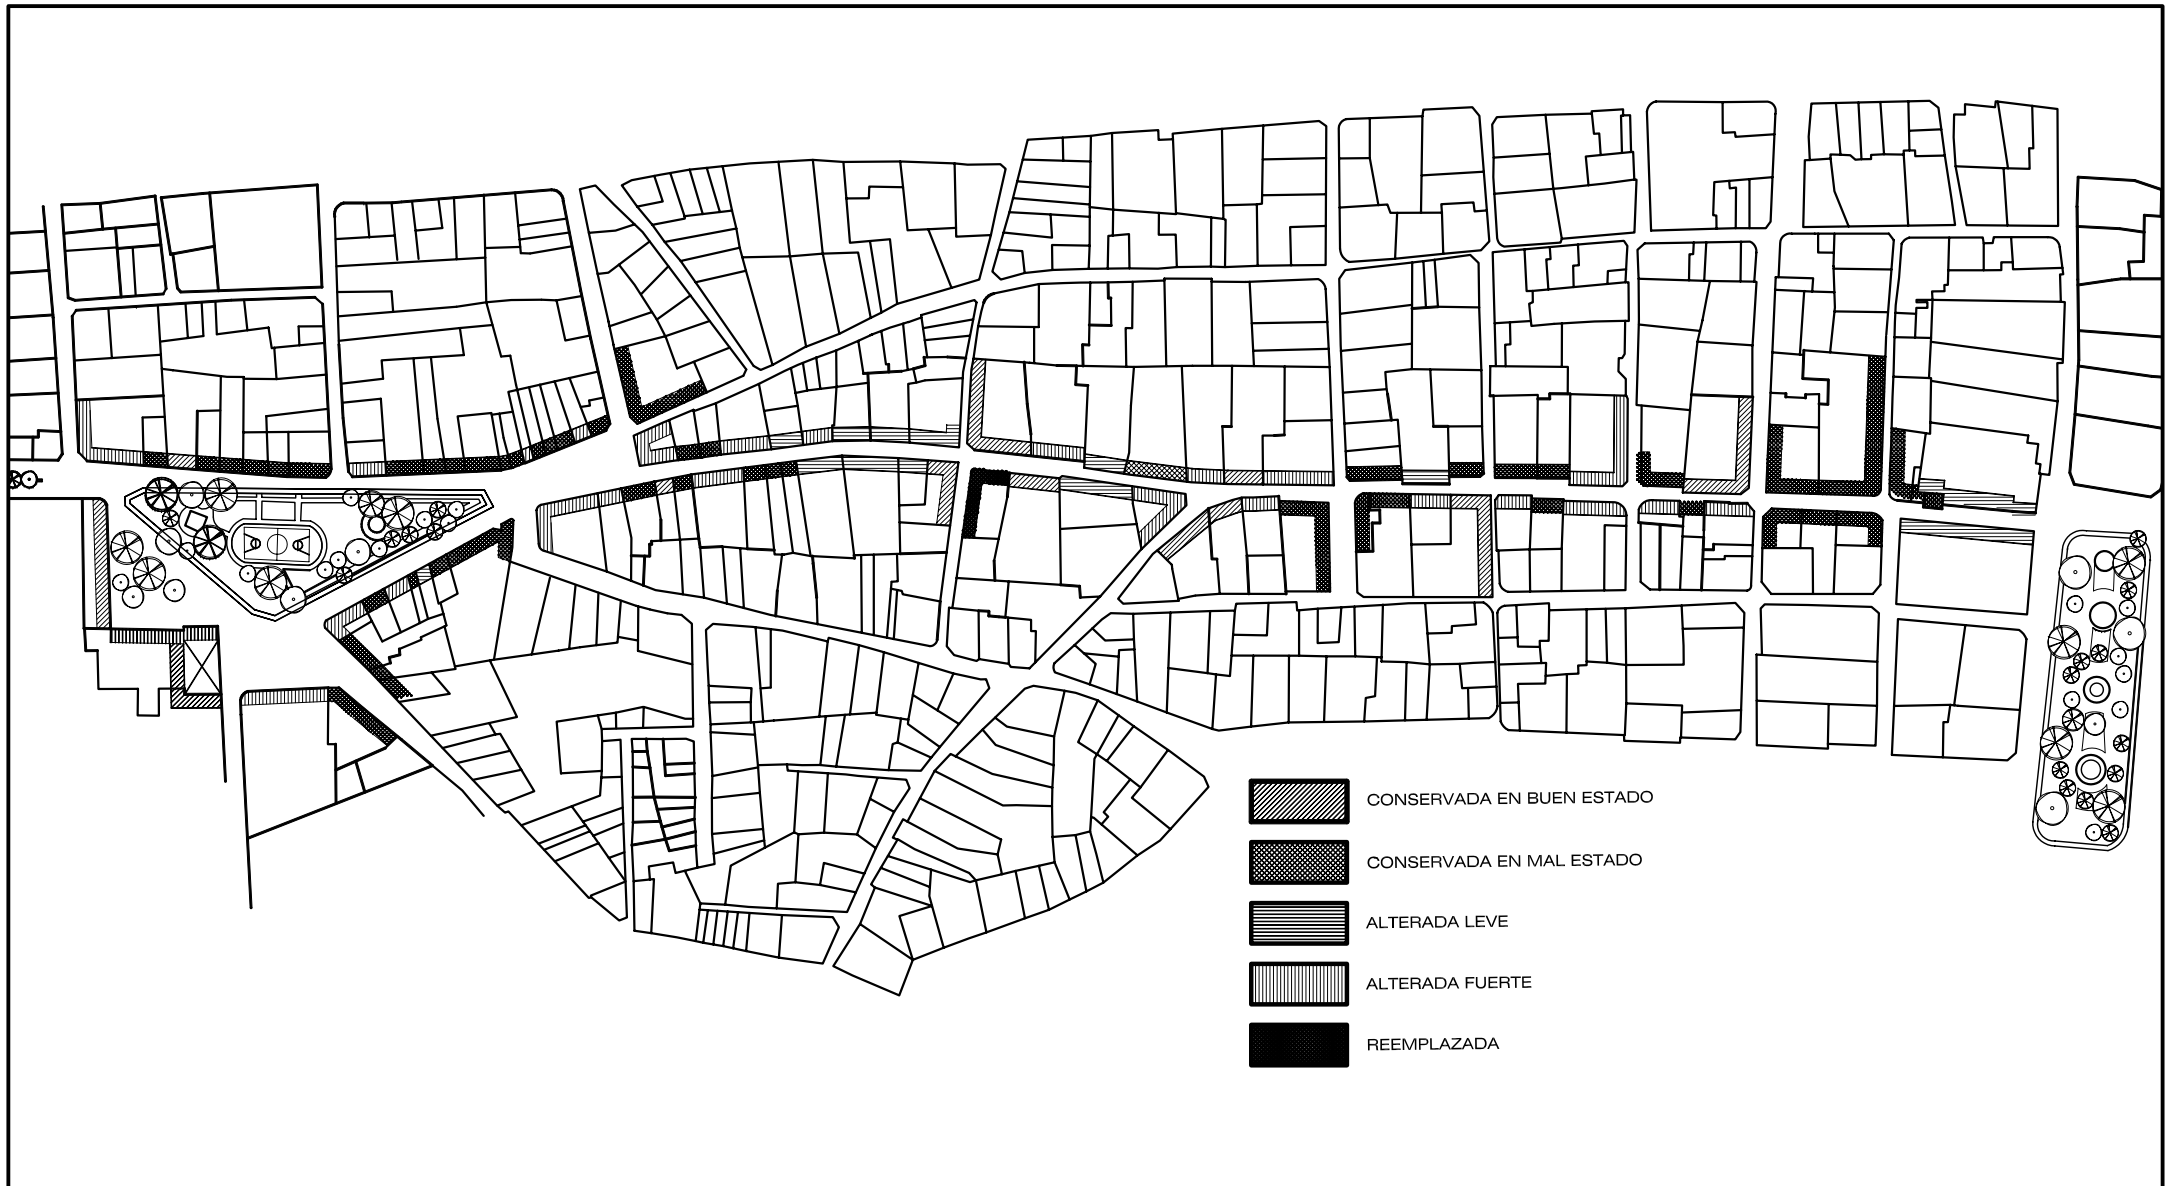 CONSERVADA EN BUEN ESTADO
CONSERVADA EN MAL ESTADO
ALTERADA LEVE
ALTERADA FUERTE
REEMPLAZADA